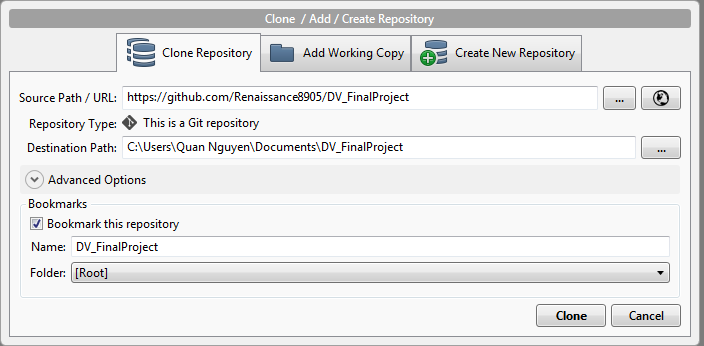 Clone / Add / Create Repository
Clone Repository
Add Working Copy
Create New Repository
Source Path / URL: https://github.com/Renaissance8905/DV_FinalProject ...
Repository Type: This is a Git repository
Destination Path: C:\Users\Quan Nguyen\Documents\DV_FinalProject ...
Advanced Options
Bookmarks
Bookmark this repository
Name: DV_FinalProject
Folder: [Root]
Clone Cancel